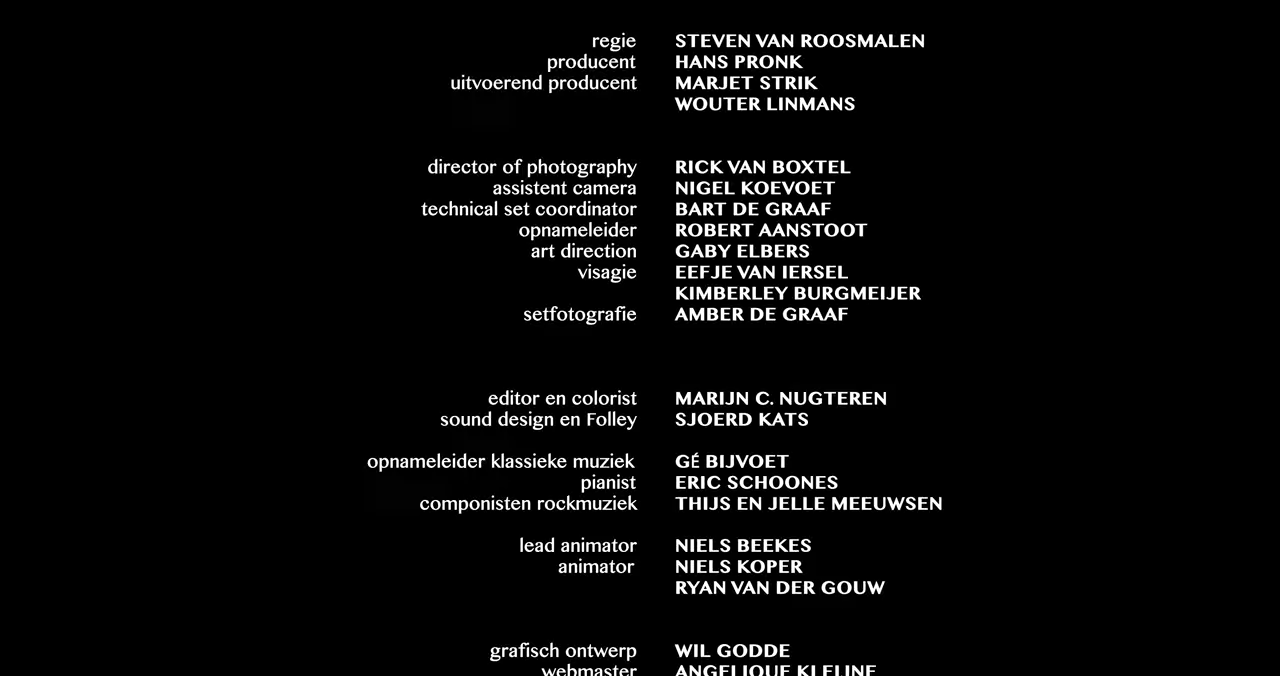 regie STEVEN VAN ROOSMALEN
producent HANS PRONK
uitvoerend producent MARJET STRIK
WOUTER LINMANS
director of photography RICK VAN BOXTEL
assistent camera NIGEL KOEVOET
technical set coordinator BART DE GRAAF
opnameleider ROBERT AANSTOOT
art direction GABY ELBERS
visagie EEFJE VAN IERSEL
KIMBERLEY BURGMEIJER
setfotografie AMBER DE GRAAF
editor en colorist MARIJN C. NUGTEREN
sound design en Folley SJOERD KATS
opnameleider klassieke muziek GÉ BIJVOET
pianist ERIC SCHOONES
componisten rockmuziek THIJS EN JELLE MEEUWSEN
lead animator NIELS BEEKES
animator NIELS KOPER
RYAN VAN DER GOUW
grafisch ontwerp WIL GODDE
webmaster ANGELIQUE KLEIJNE